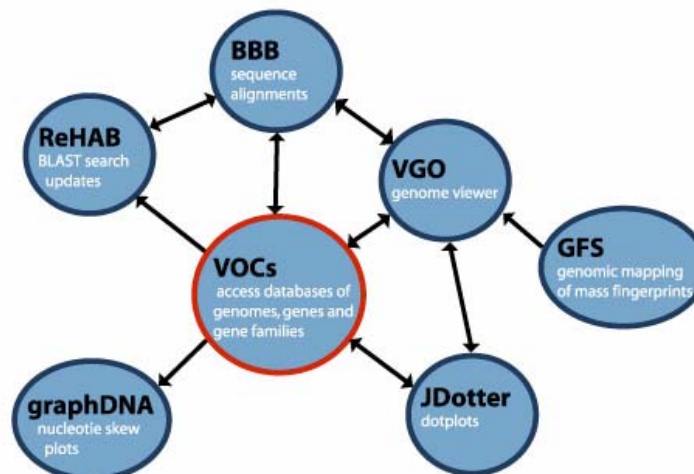 BBB
sequence
alignments
ReHAB
BLAST search
updates
VGO
genome viewer
GFS
genomic mapping
of mass fingerprints
VOCs
access databases of
genomes, genes and
gene families
graphDNA
nucleotie skew
plots
JDotter
dotplots